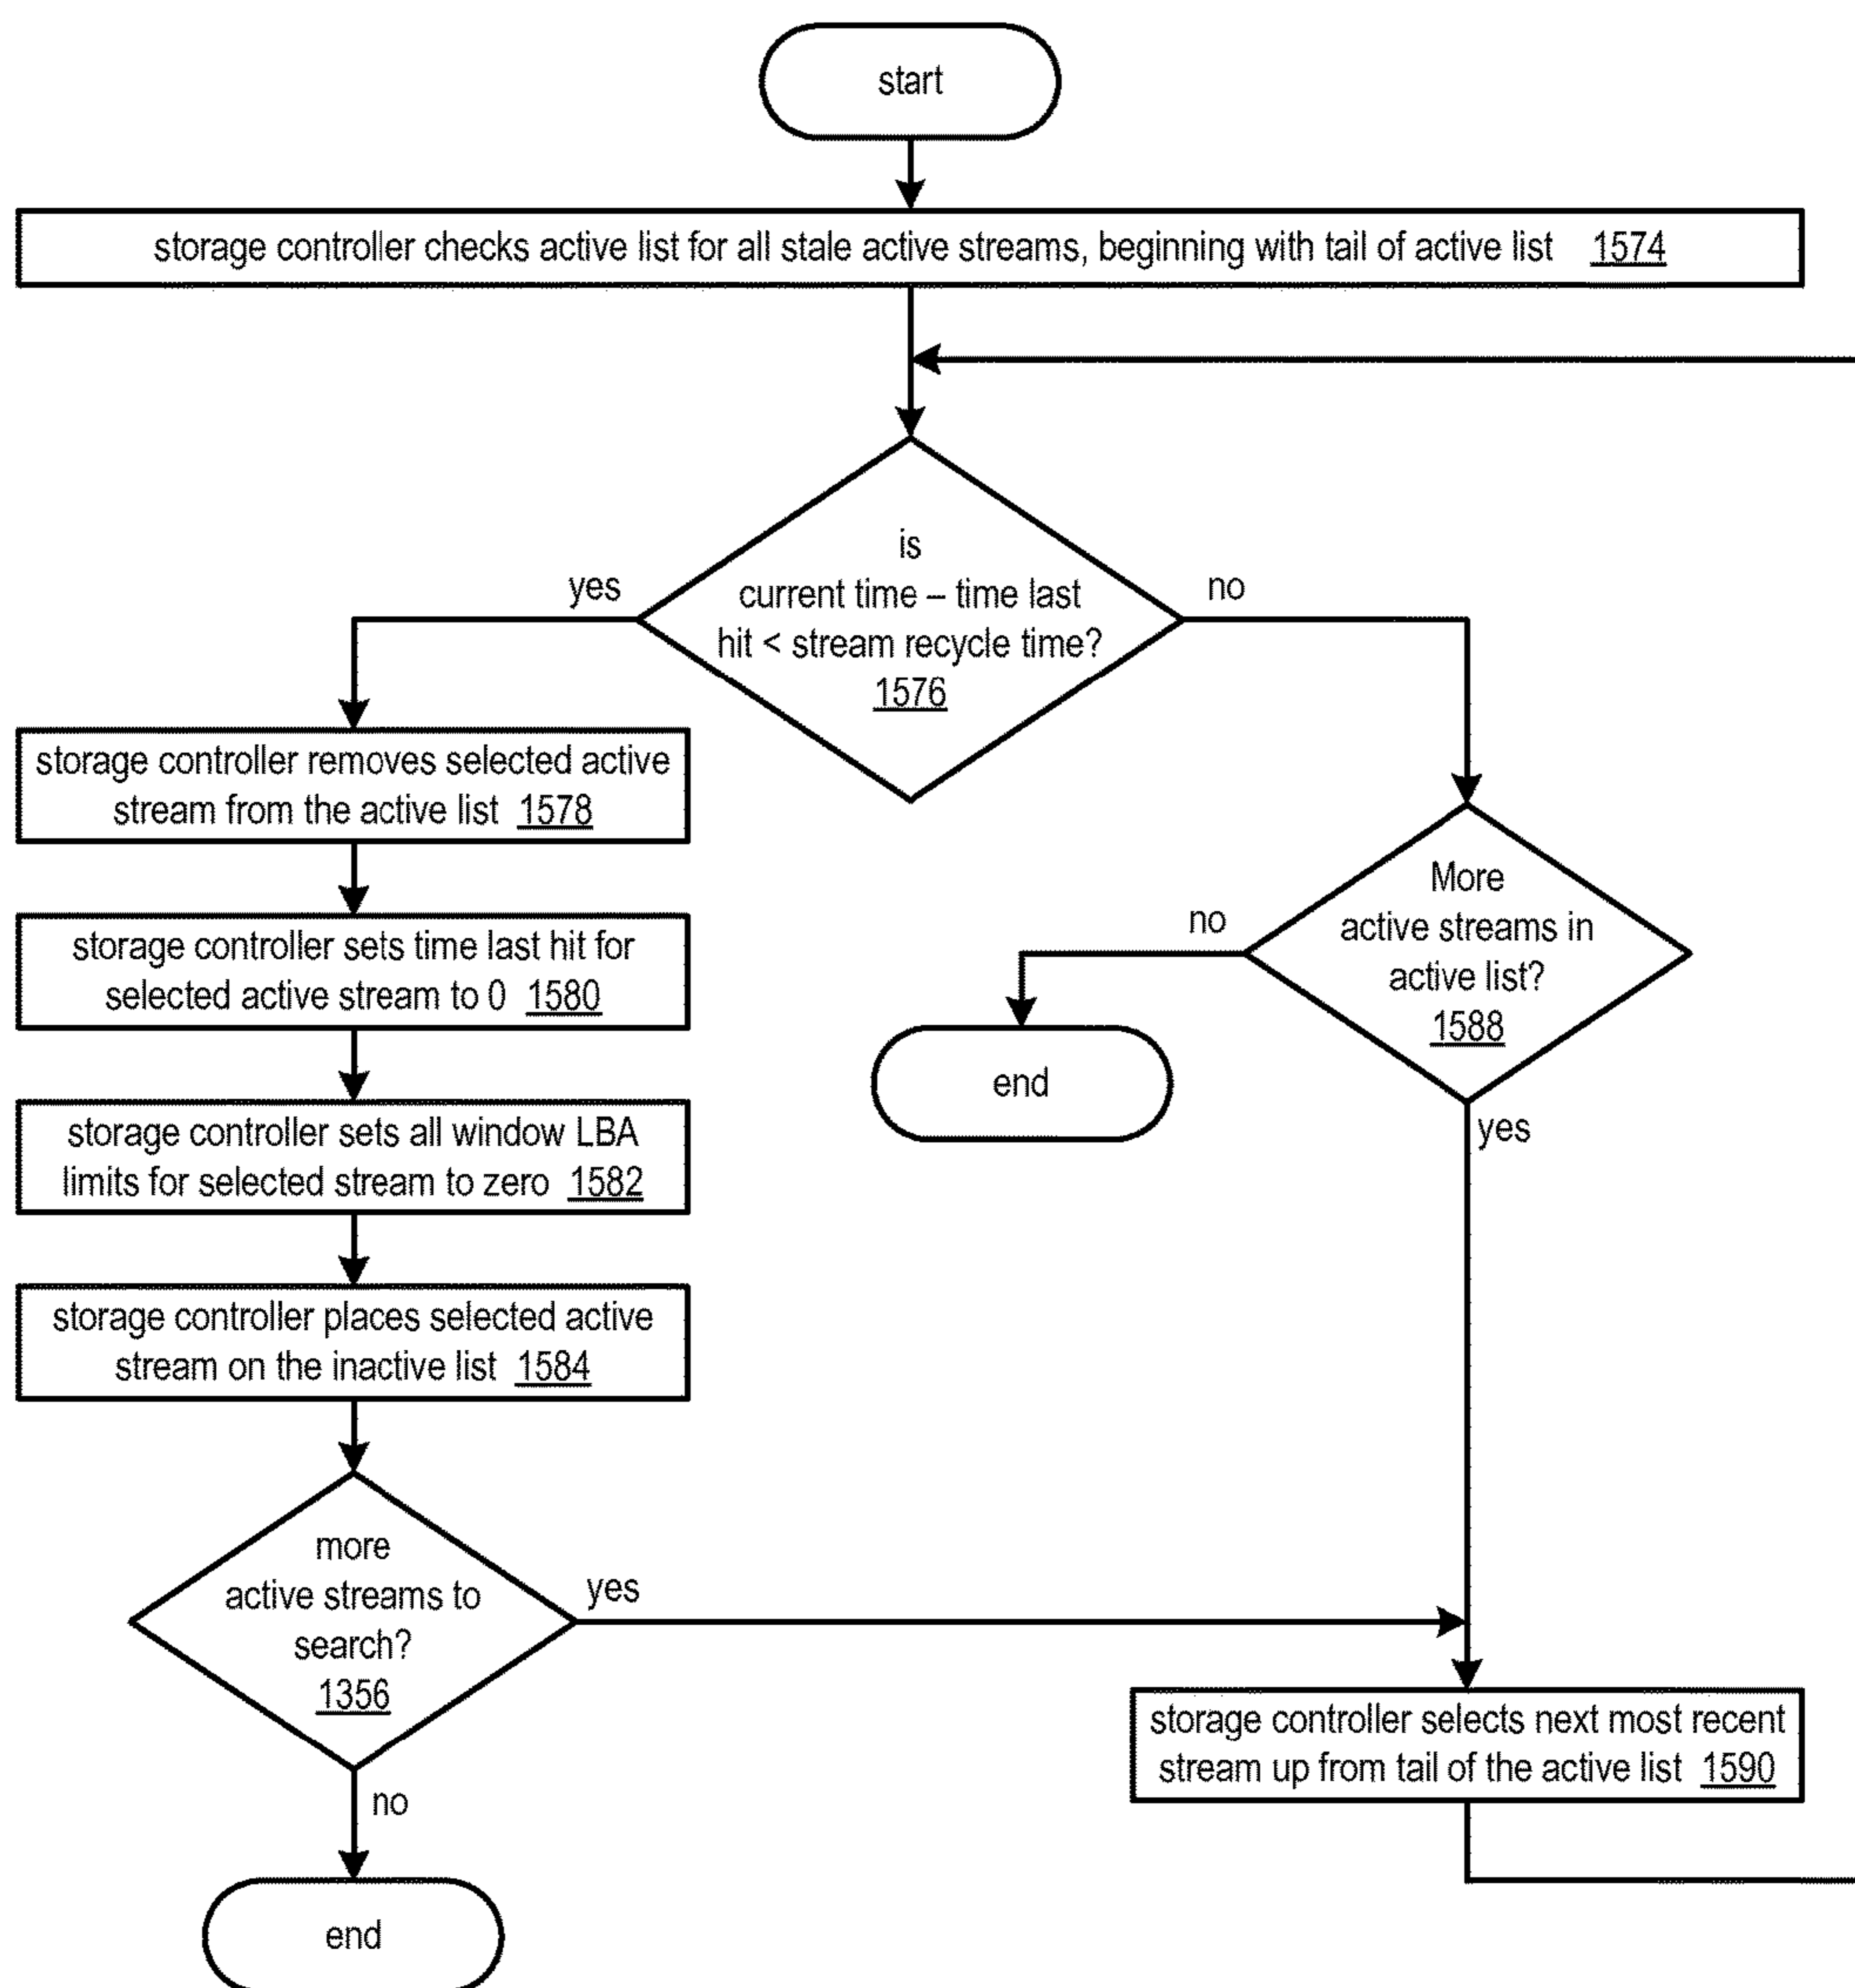 start
storage controller checks active list for all stale active streams, beginning with tail of active list 1574
is
current time – time last
hit < stream recycle time?
1576
yes
no
storage controller removes selected active
stream from the active list 1578
storage controller sets time last hit for
selected active stream to 0 1580
storage controller sets all window LBA
limits for selected stream to zero 1582
storage controller places selected active
stream on the inactive list 1584
more
active streams to
search?
1356
yes
no
end
More
active streams in
active list?
1588
no
end
yes
storage controller selects next most recent
stream up from tail of the active list 1590